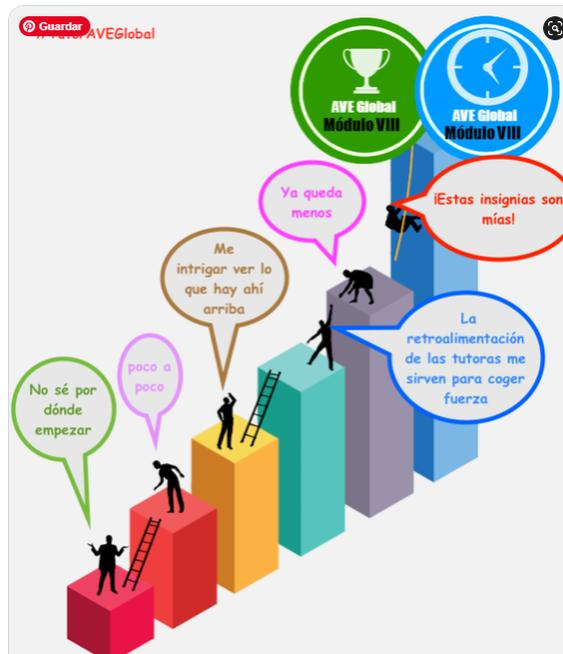 Guardar
AVEGlobal
AVE Global
Módulo VIII
AVE Global
Módulo VIII
Ya queda
menos
¡Estas insignias son
mías!
Me
intrigar ver lo
que hay ahí
arriba
La
retroalimentación
de las tutoras me
sirven para coger
fuerza
poco a
poco
No sé por
dónde
empezar